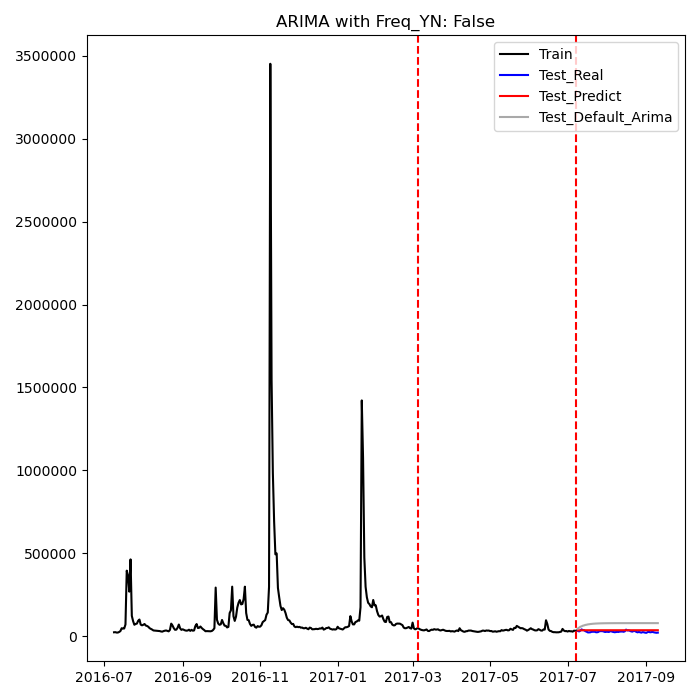 ARIMA with Freq_YN: False
3500000
3000000
2500000
2000000
1500000
1000000
500000
0
Train
Test_Real
Test_Predict
Test_Default_Arima
2016-07 2016-09 2016-11 2017-01 2017-03 2017-05 2017-07 2017-09